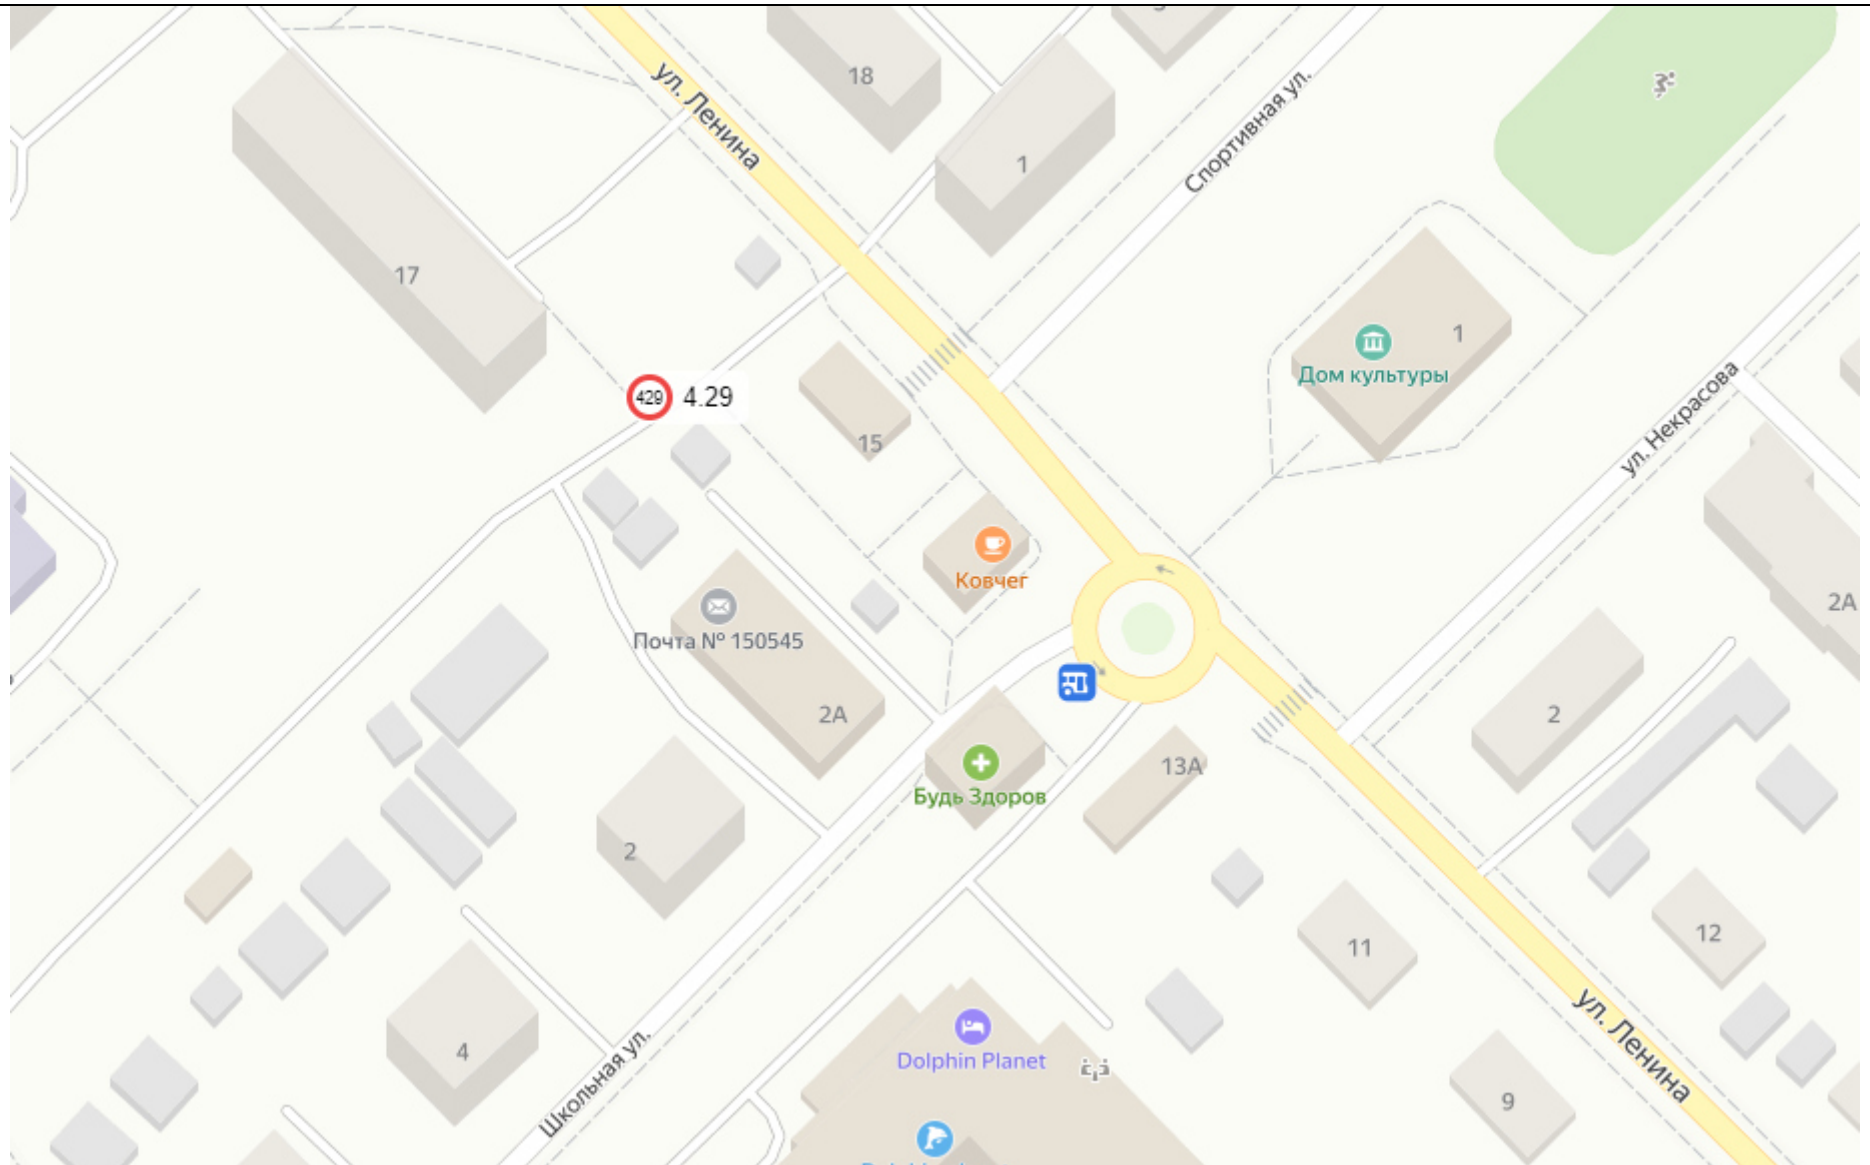 18
ул. Ленина
1
Спортивная ул.
17
1
Дом культуры
429
4.29
15
ул. Некрасова
Ковчег
2А
Почта № 150545
2А
2
13А
Будь Здоров
2
12
11
Dolphin Planet
4
ул. Ленина
Школьная ул.
9